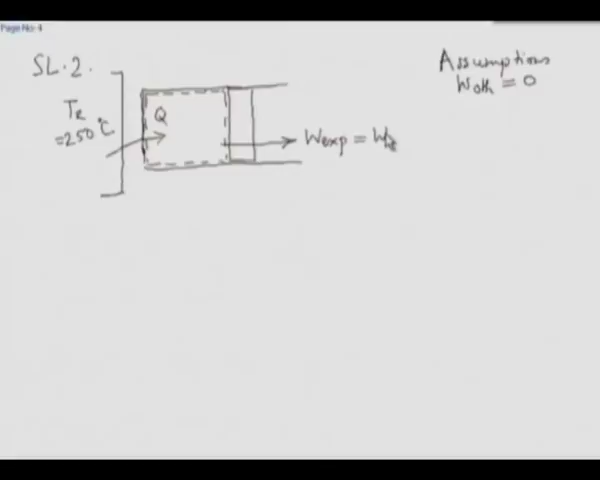 Page No: 4
SL.2.
Assumptions
Woth = 0
TR
=250°C
Q
Wexp = W